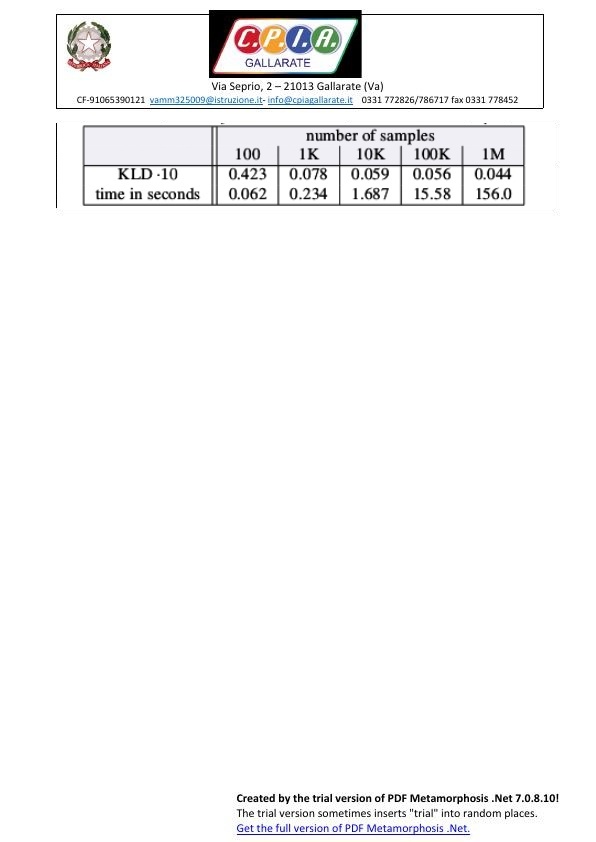 C.P.I.A.
GALLARATE
Via Seprio, 2 – 21013 Gallarate (Va)
CF-91065390121 vamm325009@istruzione.it- info@cpiagallarate.it 0331 772826/786717 fax 0331 778452
number of samples
100 1K 10K 100K 1M
KLD ·10 0.423 0.078 0.059 0.056 0.044
time in seconds 0.062 0.234 1.687 15.58 156.0
Created by the trial version of PDF Metamorphosis .Net 7.0.8.10!
The trial version sometimes inserts "trial" into random places.
Get the full version of PDF Metamorphosis .Net.